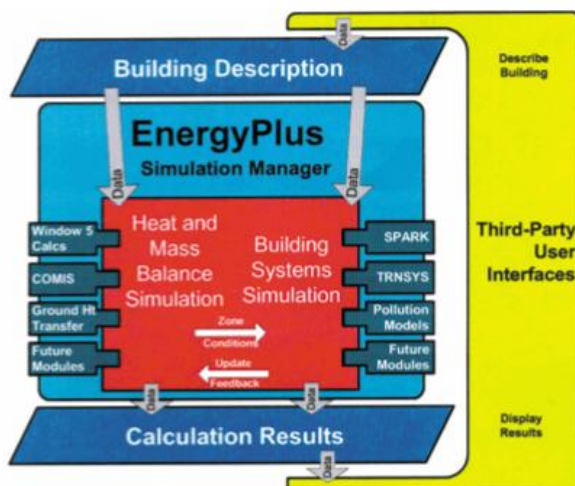 Data
Building Description
Describe
Building
EnergyPlus
Simulation Manager
Data
Data
Window 5
Calcs
COMIS
Ground Ht
Transfer
Future
Modules
Heat and
Mass
Balance
Simulation
Building
Systems
Simulation
Zone
Conditions
Update
Feedback
SPARK
TRNSYS
Pollution
Models
Future
Modules
Third-Party
User
Interfaces
Data
Data
Calculation Results
Display
Results
Data